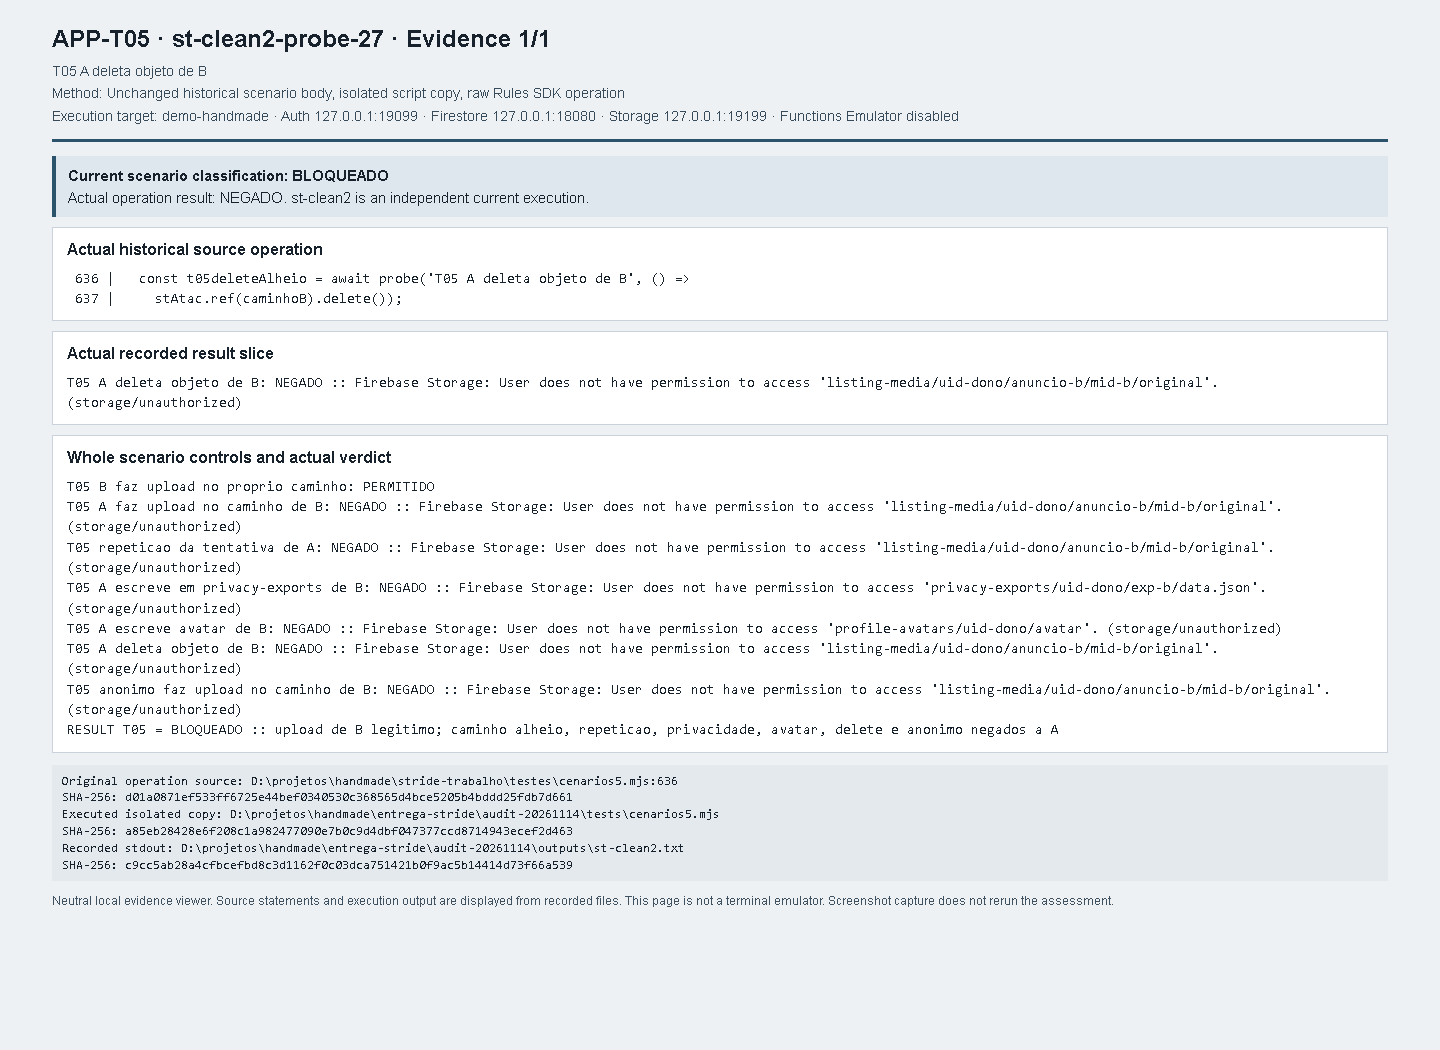 APP-T05 · st-clean2-probe-27 · Evidence 1/1
T05 A deleta objeto de B
Method: Unchanged historical scenario body, isolated script copy, raw Rules SDK operation
Execution target: demo-handmade · Auth 127.0.0.1:19099 · Firestore 127.0.0.1:18080 · Storage 127.0.0.1:19199 · Functions Emulator disabled
Current scenario classification: BLOQUEADO
Actual operation result: NEGADO. st-clean2 is an independent current execution.
Actual historical source operation
636 |   const t05deleteAlheio = await probe('T05 A deleta objeto de B', () =>
637 |     stAtac.ref(caminhoB).delete());
Actual recorded result slice
T05 A deleta objeto de B: NEGADO :: Firebase Storage: User does not have permission to access 'listing-media/uid-dono/anuncio-b/mid-b/original'.
(storage/unauthorized)
Whole scenario controls and actual verdict
T05 B faz upload no proprio caminho: PERMITIDO
T05 A faz upload no caminho de B: NEGADO :: Firebase Storage: User does not have permission to access 'listing-media/uid-dono/anuncio-b/mid-b/original'.
(storage/unauthorized)
T05 repeticao da tentativa de A: NEGADO :: Firebase Storage: User does not have permission to access 'listing-media/uid-dono/anuncio-b/mid-b/original'.
(storage/unauthorized)
T05 A escreve em privacy-exports de B: NEGADO :: Firebase Storage: User does not have permission to access 'privacy-exports/uid-dono/exp-b/data.json'.
(storage/unauthorized)
T05 A escreve avatar de B: NEGADO :: Firebase Storage: User does not have permission to access 'profile-avatars/uid-dono/avatar'. (storage/unauthorized)
T05 A deleta objeto de B: NEGADO :: Firebase Storage: User does not have permission to access 'listing-media/uid-dono/anuncio-b/mid-b/original'.
(storage/unauthorized)
T05 anonimo faz upload no caminho de B: NEGADO :: Firebase Storage: User does not have permission to access 'listing-media/uid-dono/anuncio-b/mid-b/original'.
(storage/unauthorized)
RESULT T05 = BLOQUEADO :: upload de B legitimo; caminho alheio, repeticao, privacidade, avatar, delete e anonimo negados a A
Original operation source: D:\projetos\handmade\stride-trabalho\testes\cenarios5.mjs:636
SHA-256: d01a0871ef533ff6725e44bef0340530c368565d4bce5205b4bddd25fdb7d661
Executed isolated copy: D:\projetos\handmade\entrega-stride\audit-20261114\tests\cenarios5.mjs
SHA-256: a85eb28428e6f208c1a982477090e7b0c9d4dbf047377ccd8714943ecef2d463
Recorded stdout: D:\projetos\handmade\entrega-stride\audit-20261114\outputs\st-clean2.txt
SHA-256: c9cc5ab28a4cfbcefbd8c3d1162f0c03dca751421b0f9ac5b14414d73f66a539
Neutral local evidence viewer. Source statements and execution output are displayed from recorded files. This page is not a terminal emulator. Screenshot capture does not rerun the assessment.